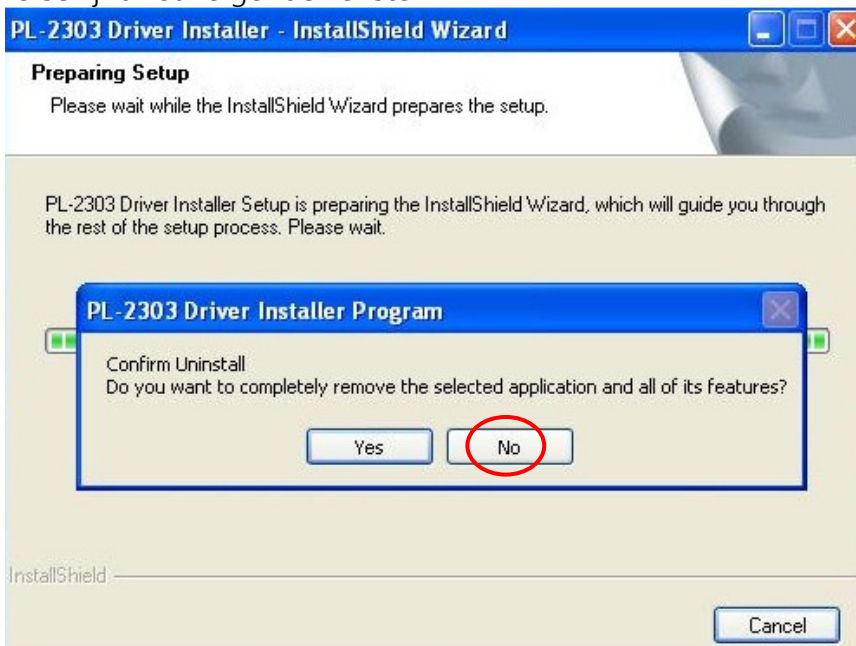 PL-2303 Driver Installer - InstallShield Wizard
Preparing Setup
Please wait while the InstallShield Wizard prepares the setup.
PL-2303 Driver Installer Setup is preparing the InstallShield Wizard, which will guide you through
the rest of the setup process. Please wait.
PL-2303 Driver Installer Program
Confirm Uninstall
Do you want to completely remove the selected application and all of its features?
Yes No
InstallShield
Cancel